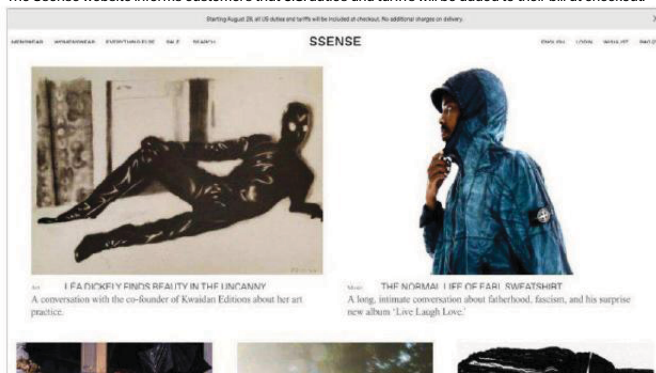 The Ssense website informs customers that U.S. duties and tariffs will be added to their bill at checkout.
Starting August 29, all US duties and tariffs will be included at checkout. No additional charges on delivery.
MENSWEAR WOMENSWEAR EVERYTHING ELSE SALE SEARCH SSENSE ENGLISH LOGIN WISHLIST BAG
Art LÉA DICKELY FINDS BEAUTY IN THE UNCANNY
A conversation with the co-founder of Kwaidan Editions about her art
practice.
Music THE NORMAL LIFE OF EARL SWEATSHIRT
A long, intimate conversation about fatherhood, fascism, and his surprise
new album ‘Live Laugh Love.’